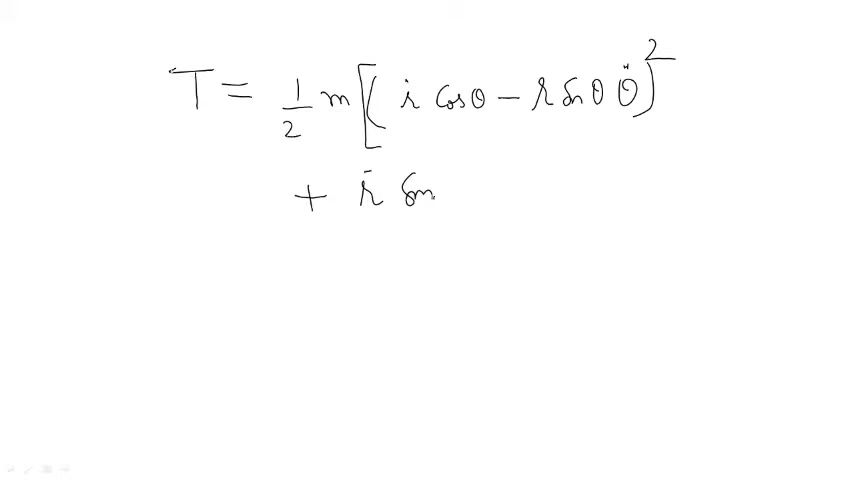 T = 1/2 m [( ṙ cosθ − r sinθ θ̈ )²
+ ṙ sin